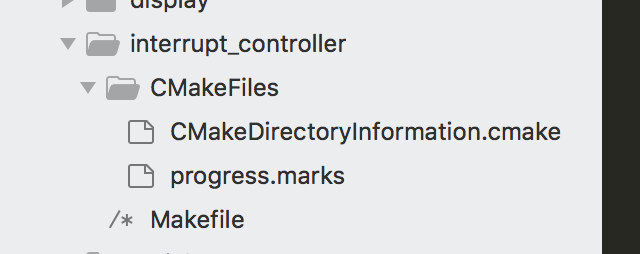 display
interrupt_controller
CMakeFiles
CMakeDirectoryInformation.cmake
progress.marks
/* Makefile